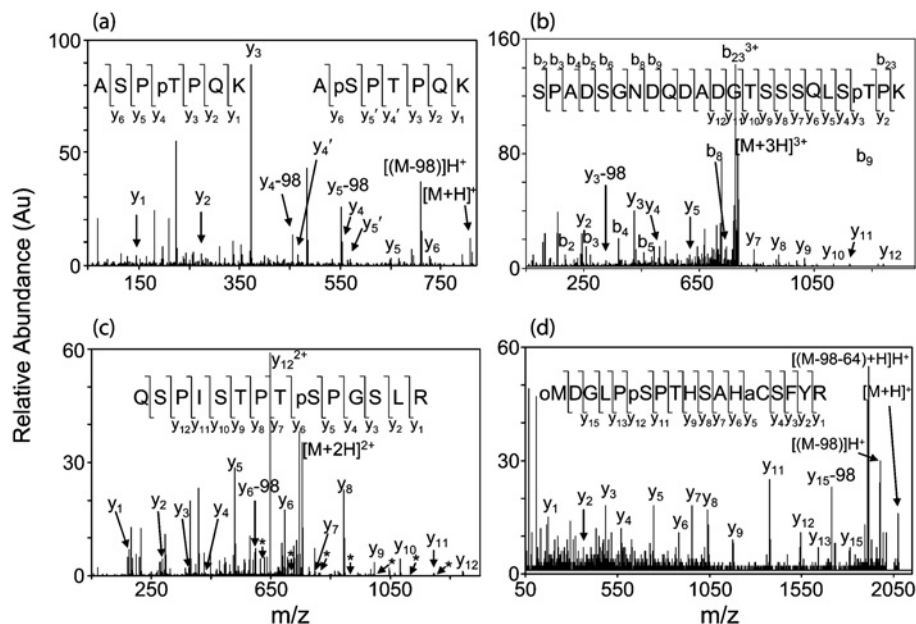 (a)
100
y3
ASPpTPQK ApSPTPQK
y6 y5 y4 y3 y2 y1 y6 y5' y4' y3 y2 y1
[(M-98)]H+
[M+H]+
y4-98 y4' y5-98
y4
y5'
y1 y2
y5 y6
50
0
150 350 550 750
(b)
160
b23 3+
b2 b3 b4 b5 b6 b8 b9 b23
SPADSGNDQDADGTSSSQLSpTPK
y12 y11 y10 y9 y8 y7 y6 y5 y4 y3 y2
[M+3H]3+
b8
b9
y3-98
y3 y4 y5
y2
b2 b3 b4 b5
y7 y8 y9 y10 y11 y12
120
80
40
0
250 650 1050
Relative Abundance (Au)
(c)
60
y12 2+
QSPISTPTpSPGSLR
y12 y11 y10 y9 y8 y7 y6 y5 y4 y3 y2 y1
[M+2H]2+
y5
y6-98
y6
y8
y1 y2 y3 y4
y7
y9 y10 y11 y12
* * * * * * *
30
0
250 650 1050
m/z
(d)
60
[(M-98-64)+H]H+
oMDGLPpSPTHSAHaCSFYR
y15 y13 y12 y11 y9 y8 y7 y6 y5 y4 y3 y2 y1
[M+H]+
[(M-98)]H+
y11
y15-98
y1 y2 y3 y4 y5 y6 y7 y8 y9
y12 y13 y15
30
0
50 550 1050 1550 2050
m/z